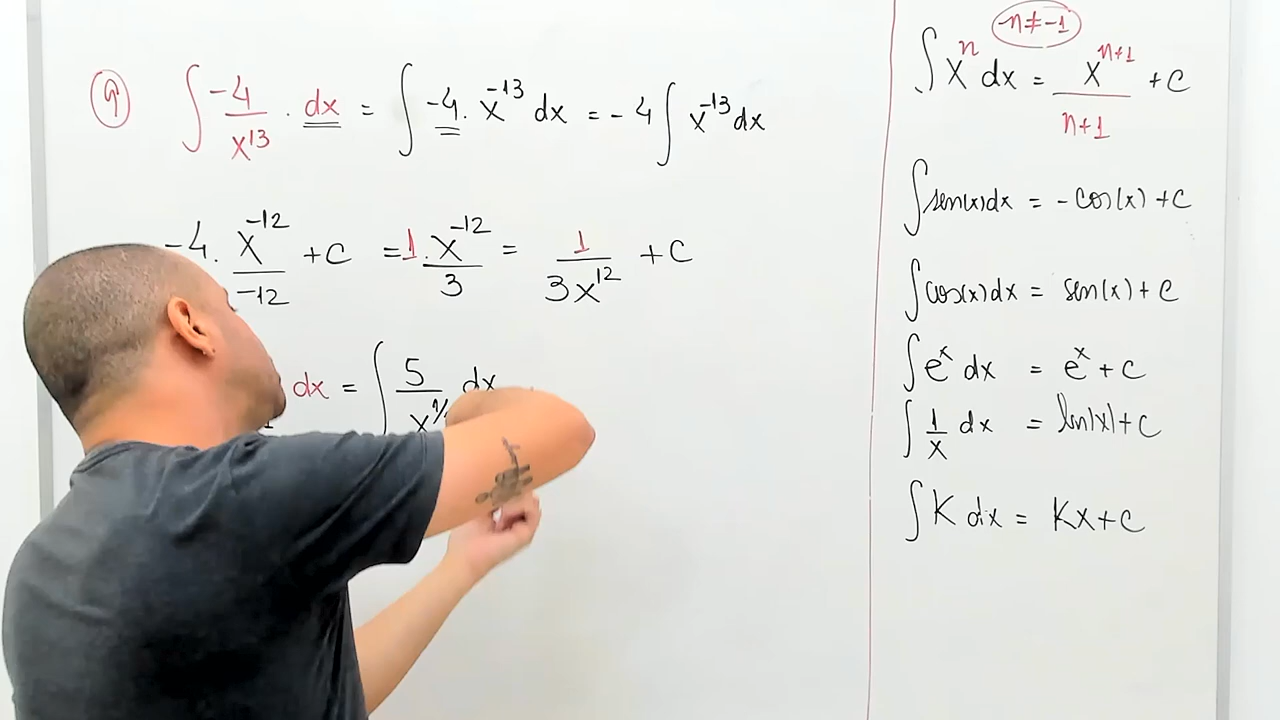 9) ∫ -4/x^13 · dx = ∫ -4 · x^-13 dx = -4 ∫ x^-13 dx
-4 · x^-12/-12 + c = 1 · x^-12/3 = 1/3x^12 + c
dx = ∫ 5/x dx
n ≠ -1
∫ x^n dx = x^n+1/n+1 + c
∫ sen(x)dx = -cos(x) + c
∫ cos(x)dx = sen(x) + c
∫ e^x dx = e^x + c
∫ 1/x dx = ln|x| + c
∫ K dx = Kx + c